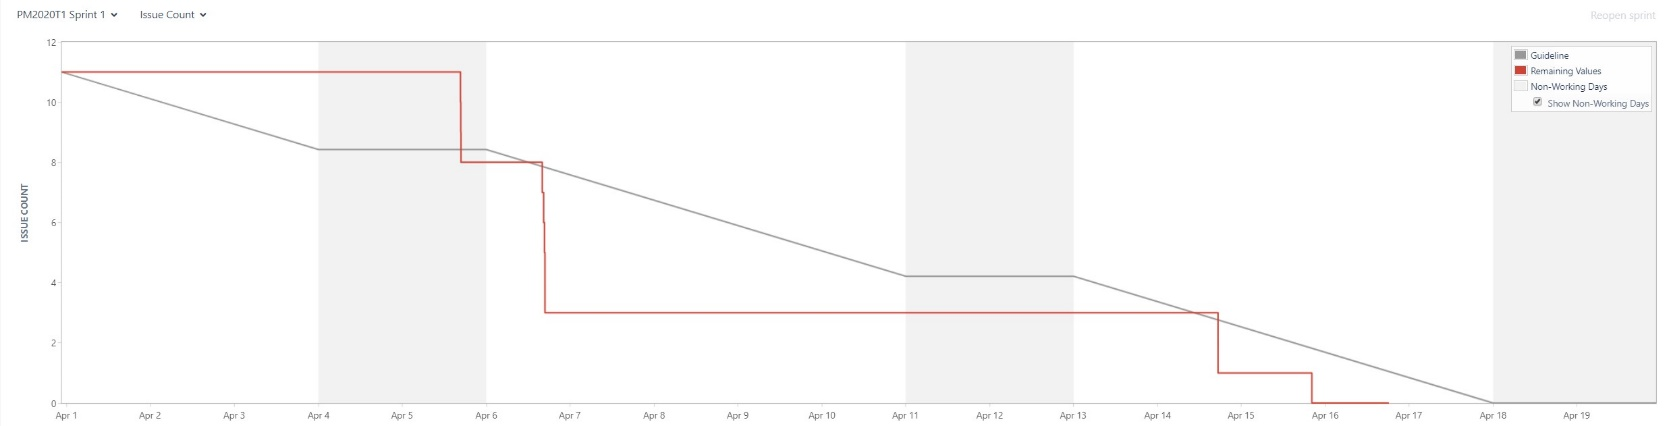 PM2020T1 Sprint 1 Issue Count Reopen sprint
12
10
8
6
4
2
0
ISSUE COUNT
Guideline
Remaining Values
Non-Working Days
Show Non-Working Days
Apr 1 Apr 2 Apr 3 Apr 4 Apr 5 Apr 6 Apr 7 Apr 8 Apr 9 Apr 10 Apr 11 Apr 12 Apr 13 Apr 14 Apr 15 Apr 16 Apr 17 Apr 18 Apr 19